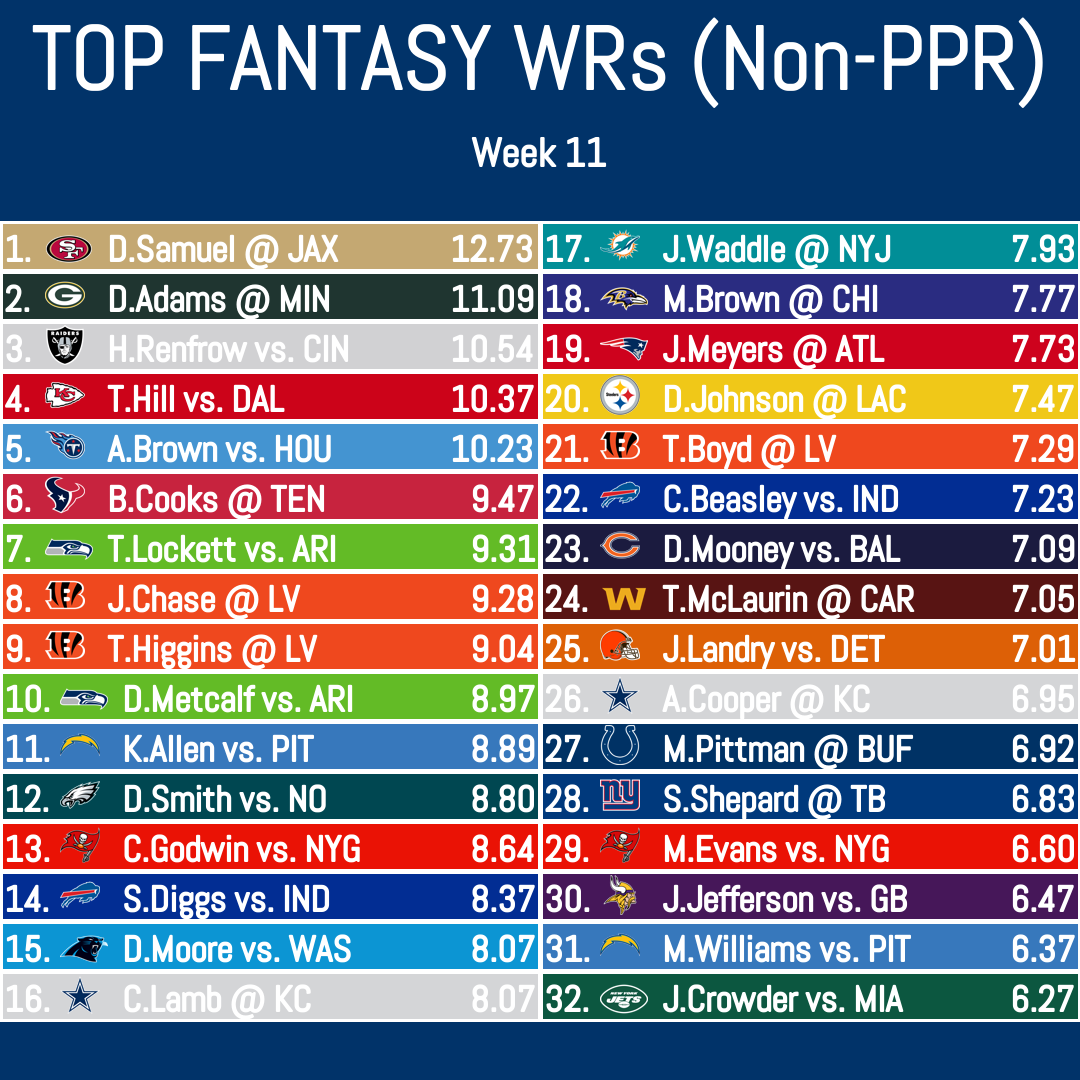 TOP FANTASY WRs (Non-PPR)
Week 11
1. D.Samuel @ JAX 12.73
2. D.Adams @ MIN 11.09
3. H.Renfrow vs. CIN 10.54
4. T.Hill vs. DAL 10.37
5. A.Brown vs. HOU 10.23
6. B.Cooks @ TEN 9.47
7. T.Lockett vs. ARI 9.31
8. J.Chase @ LV 9.28
9. T.Higgins @ LV 9.04
10. D.Metcalf vs. ARI 8.97
11. K.Allen vs. PIT 8.89
12. D.Smith vs. NO 8.80
13. C.Godwin vs. NYG 8.64
14. S.Diggs vs. IND 8.37
15. D.Moore vs. WAS 8.07
16. C.Lamb @ KC 8.07
17. J.Waddle @ NYJ 7.93
18. M.Brown @ CHI 7.77
19. J.Meyers @ ATL 7.73
20. D.Johnson @ LAC 7.47
21. T.Boyd @ LV 7.29
22. C.Beasley vs. IND 7.23
23. D.Mooney vs. BAL 7.09
24. T.McLaurin @ CAR 7.05
25. J.Landry vs. DET 7.01
26. A.Cooper @ KC 6.95
27. M.Pittman @ BUF 6.92
28. S.Shepard @ TB 6.83
29. M.Evans vs. NYG 6.60
30. J.Jefferson vs. GB 6.47
31. M.Williams vs. PIT 6.37
32. J.Crowder vs. MIA 6.27